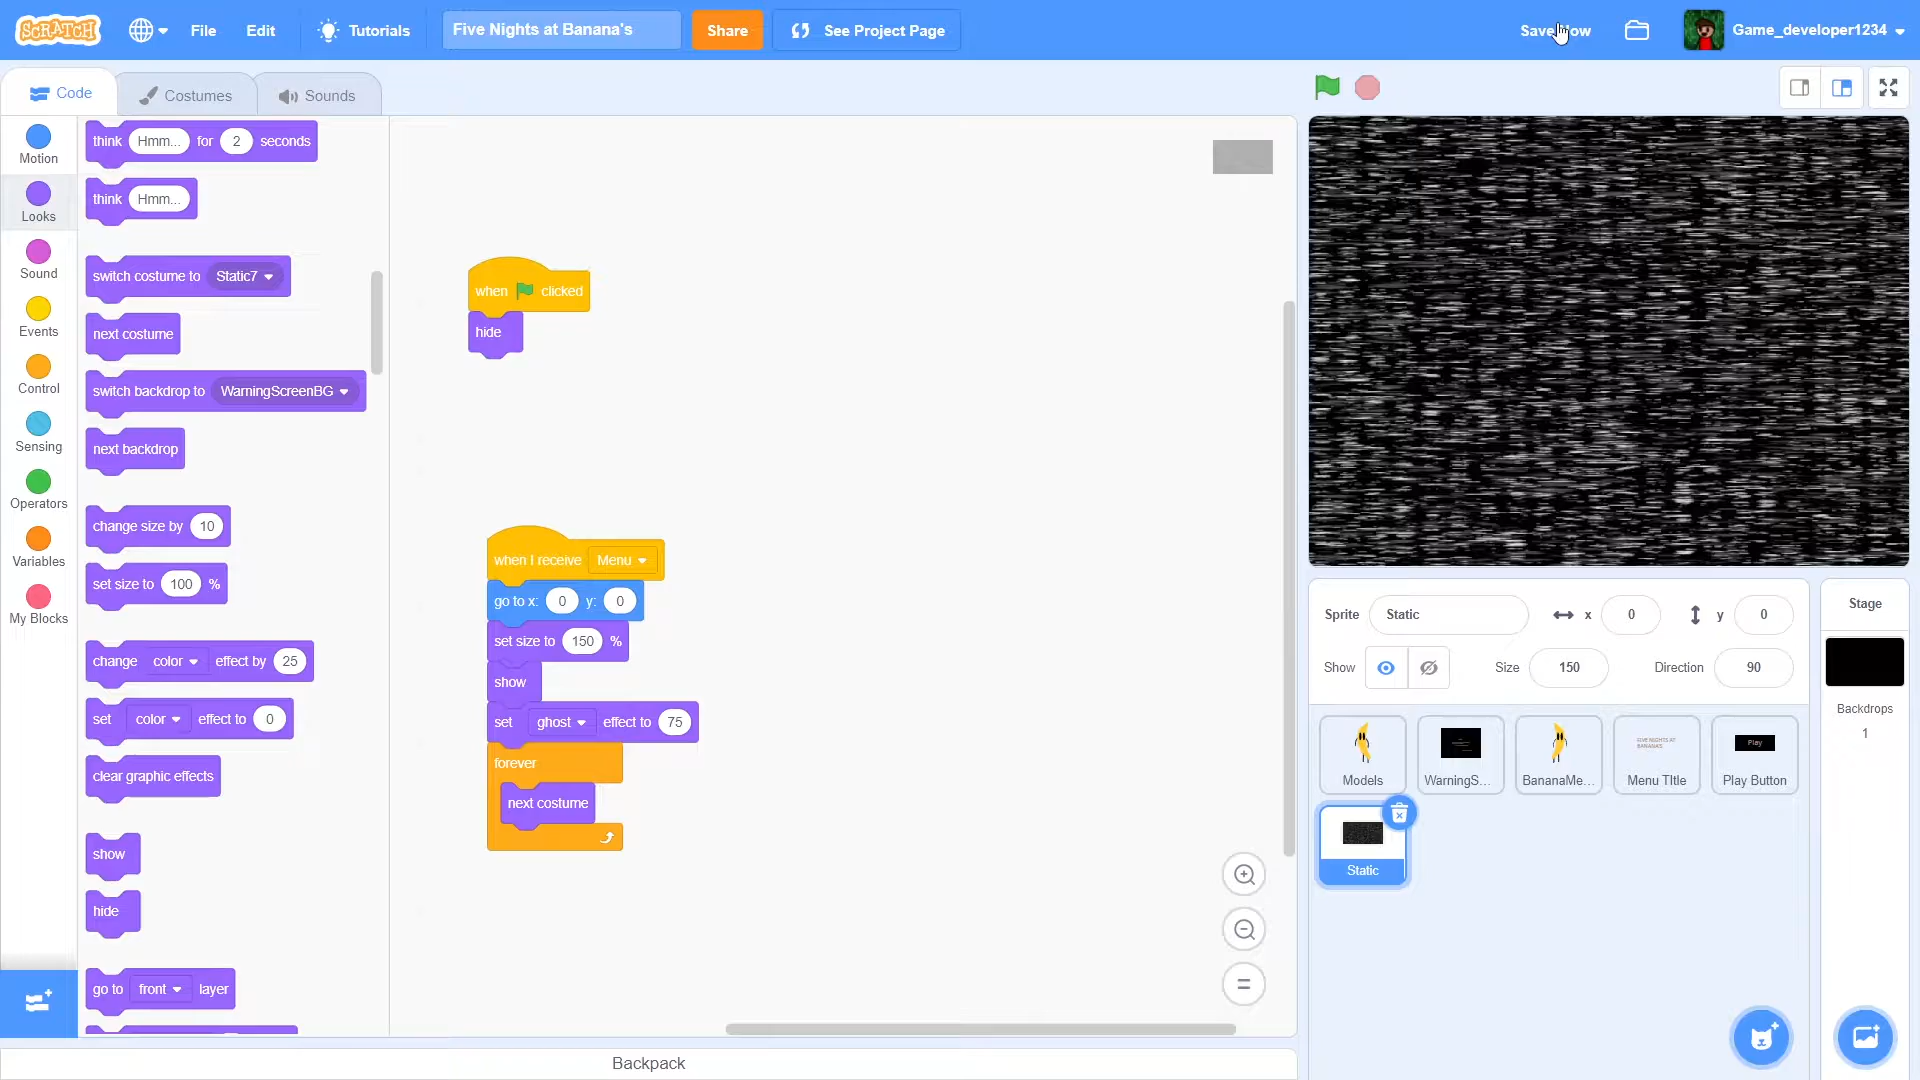 SCRATCH File Edit Tutorials Five Nights at Banana's Share See Project Page Save Now Game_developer1234
Code Costumes Sounds
Motion
Looks
Sound
Events
Control
Sensing
Operators
Variables
My Blocks
think Hmm... for 2 seconds
think Hmm...
switch costume to Static7
next costume
switch backdrop to WarningScreenBG
next backdrop
change size by 10
set size to 100 %
change color effect by 25
set color effect to 0
clear graphic effects
show
hide
go to front layer
when clicked
hide
when I receive Menu
go to x: 0 y: 0
set size to 150 %
show
set ghost effect to 75
forever
next costume
Sprite Static x 0 y 0
Show Size 150 Direction 90
Models
WarningS...
BananaMe...
FIVE NIGHTS AT
BANANA'S
Menu TItle
Play
Play Button
Static
Stage
Backdrops
1
Backpack